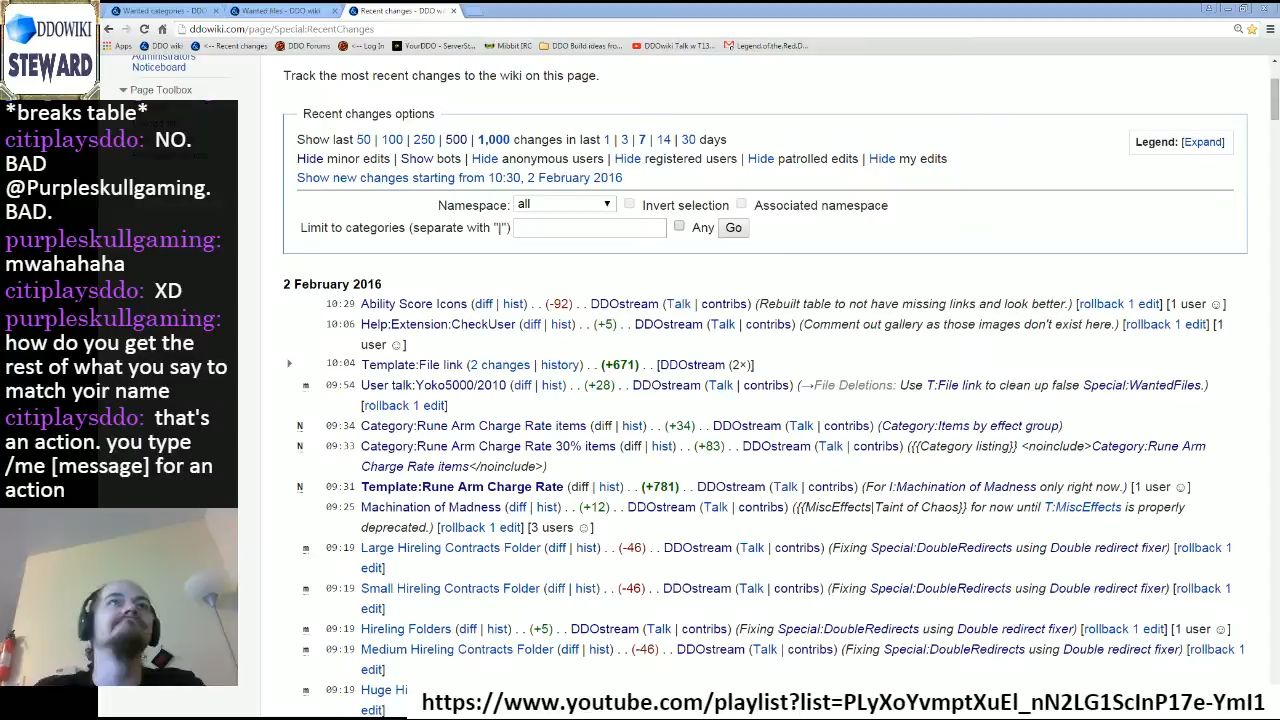 Wanted categories - DDO
Wanted files - DDO wiki
Recent changes - DDO wi
ddowiki.com/page/Special:RecentChanges
Apps
DDO wiki
<-- Recent changes
DDO Forums
<-- Log In
YourDDO -- ServerSt...
Mibbit IRC
DDO Build ideas from...
DDOwiki Talk w T13...
Legend.of.the.Red.J...
DDOWIKI
STEWARD
Administrators
Noticeboard
Page Toolbox
*breaks table*
citiplaysddo: NO.
BAD
@Purpleskullgaming.
BAD.
purpleskullgaming:
mwahahaha
citiplaysddo: XD
purpleskullgaming:
how do you get the
rest of what you say to
match yoir name
citiplaysddo: that's
an action. you type
/me [message] for an
action
Track the most recent changes to the wiki on this page.
Recent changes options
Show last 50 | 100 | 250 | 500 | 1,000 changes in last 1 | 3 | 7 | 14 | 30 days
Legend: [Expand]
Hide minor edits | Show bots | Hide anonymous users | Hide registered users | Hide patrolled edits | Hide my edits
Show new changes starting from 10:30, 2 February 2016
Namespace: all Invert selection Associated namespace
Limit to categories (separate with "|") Any Go
2 February 2016
10:29 Ability Score Icons (diff | hist) . . (-92) . . DDOstream (Talk | contribs) (Rebuilt table to not have missing links and look better.) [rollback 1 edit] [1 user ☺]
10:06 Help:Extension:CheckUser (diff | hist) . . (+5) . . DDOstream (Talk | contribs) (Comment out gallery as those images don't exist here.) [rollback 1 edit] [1
user ☺]
10:04 Template:File link (2 changes | history) . . (+671) . . [DDOstream (2×)]
m 09:54 User talk:Yoko5000/2010 (diff | hist) . . (+28) . . DDOstream (Talk | contribs) (→File Deletions: Use T:File link to clean up false Special:WantedFiles.)
[rollback 1 edit]
N 09:34 Category:Rune Arm Charge Rate items (diff | hist) . . (+34) . . DDOstream (Talk | contribs) (Category:Items by effect group)
N 09:33 Category:Rune Arm Charge Rate 30% items (diff | hist) . . (+83) . . DDOstream (Talk | contribs) ({{Category listing}} <noinclude>Category:Rune Arm
Charge Rate items</noinclude>)
N 09:31 Template:Rune Arm Charge Rate (diff | hist) . . (+781) . . DDOstream (Talk | contribs) (For I:Machination of Madness only right now.) [1 user ☺]
09:25 Machination of Madness (diff | hist) . . (+12) . . DDOstream (Talk | contribs) ({{MiscEffects|Taint of Chaos}} for now until T:MiscEffects is properly
deprecated.) [rollback 1 edit] [3 users ☺]
m 09:19 Large Hireling Contracts Folder (diff | hist) . . (-46) . . DDOstream (Talk | contribs) (Fixing Special:DoubleRedirects using Double redirect fixer) [rollback 1
edit]
m 09:19 Small Hireling Contracts Folder (diff | hist) . . (-46) . . DDOstream (Talk | contribs) (Fixing Special:DoubleRedirects using Double redirect fixer) [rollback 1
edit]
m 09:19 Hireling Folders (diff | hist) . . (+5) . . DDOstream (Talk | contribs) (Fixing Special:DoubleRedirects using Double redirect fixer) [rollback 1 edit] [1 user ☺]
m 09:19 Medium Hireling Contracts Folder (diff | hist) . . (-46) . . DDOstream (Talk | contribs) (Fixing Special:DoubleRedirects using Double redirect fixer) [rollback 1
edit]
m 09:19 Huge Hi
edit]
https://www.youtube.com/playlist?list=PLyXoYvmptXuEl_nN2LG1ScInP17e-YmI1